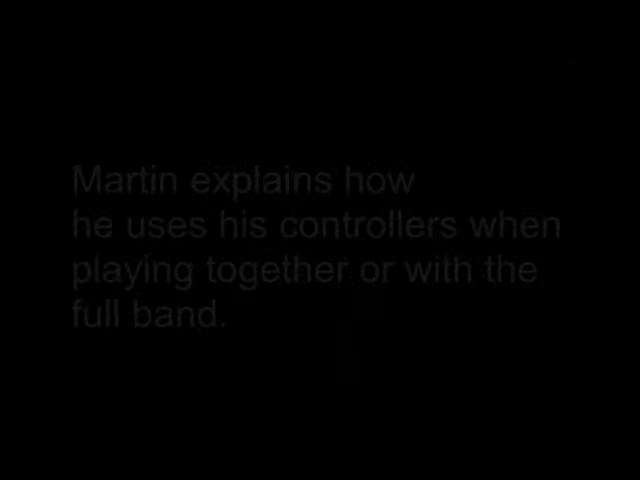 Martin explains how
he uses his controllers when
playing together or with the
full band.